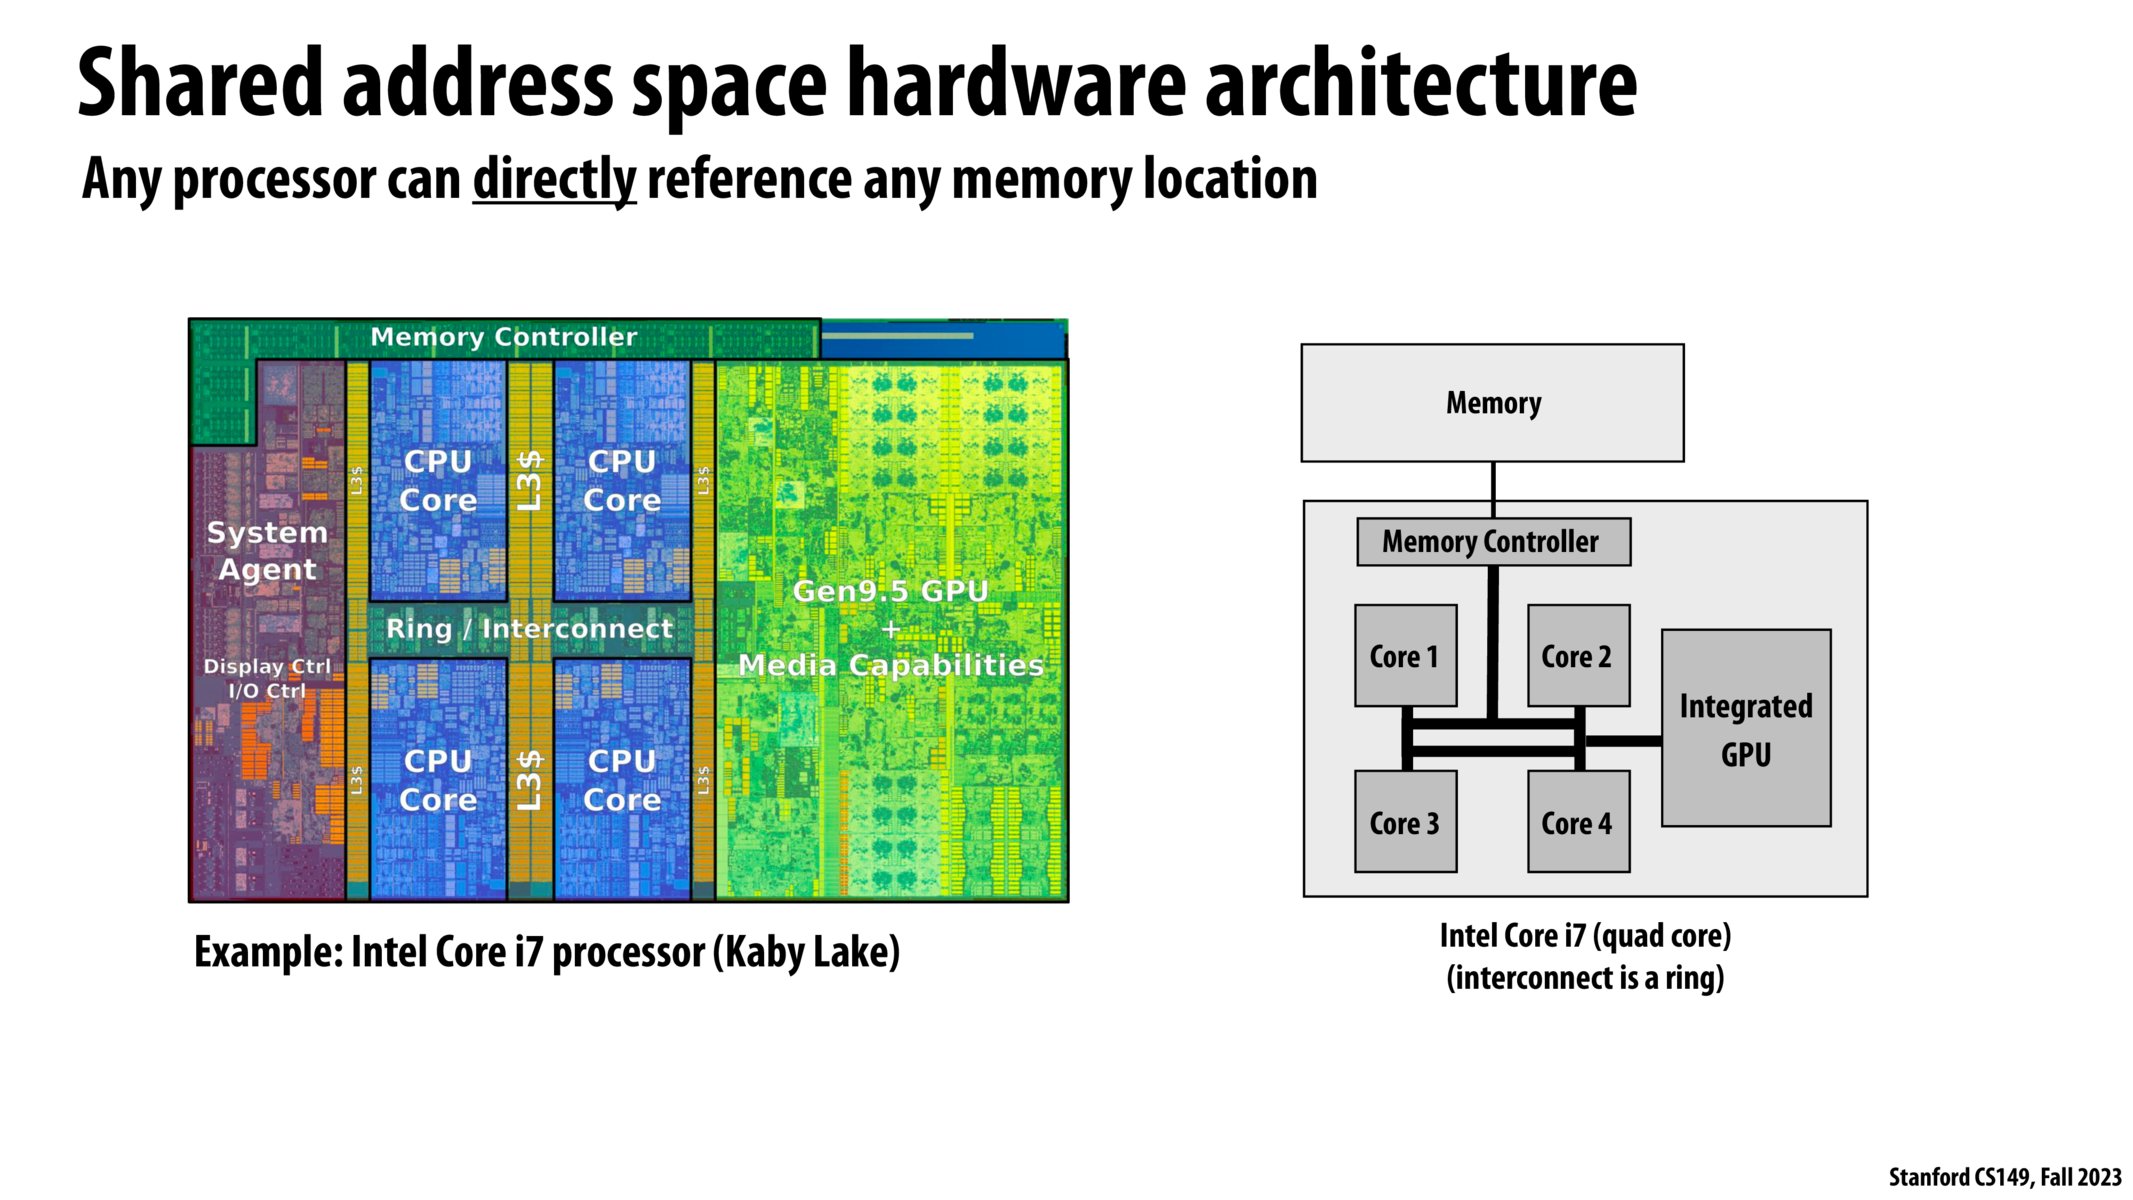 Shared address space hardware architecture
Any processor can directly reference any memory location
Memory Controller
System
Agent
Display Ctrl
I/O Ctrl
L3$
CPU
Core
L3$
CPU
Core
L3$
Ring / Interconnect
L3$
CPU
Core
L3$
CPU
Core
L3$
Gen9.5 GPU
+
Media Capabilities
Example: Intel Core i7 processor (Kaby Lake)
Memory
Memory Controller
Core 1
Core 2
Core 3
Core 4
Integrated
GPU
Intel Core i7 (quad core)
(interconnect is a ring)
Stanford CS149, Fall 2023